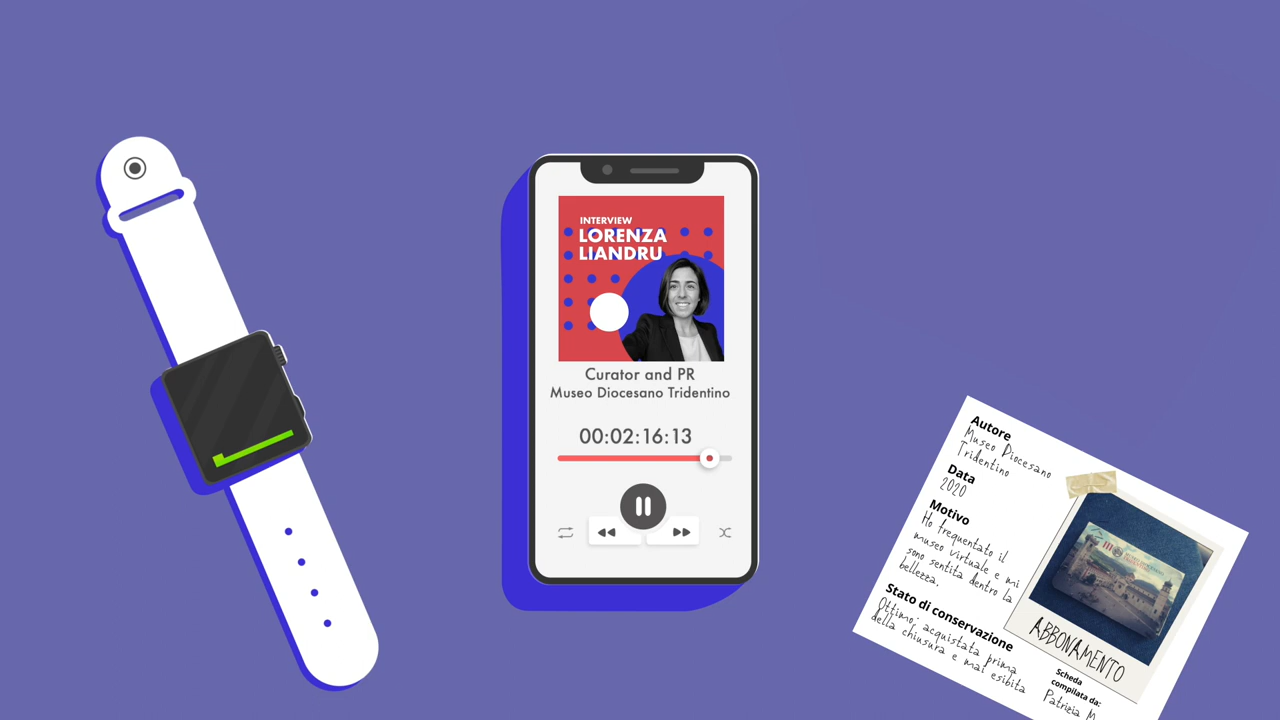 INTERVIEW
LORENZA
LIANDRU
Curator and PR
Museo Diocesano Tridentino
00:02:16:13
Autore
Museo Diocesano
Tridentino
Data
2020
Motivo
Ho frequentato il
museo virtuale e mi
sono sentita dentro la
bellezza.
Stato di conservazione
Ottimo: acquistata prima
della chiusura e mai esibita
ABBONAMENTO
Scheda
compilata da:
Patrizia M